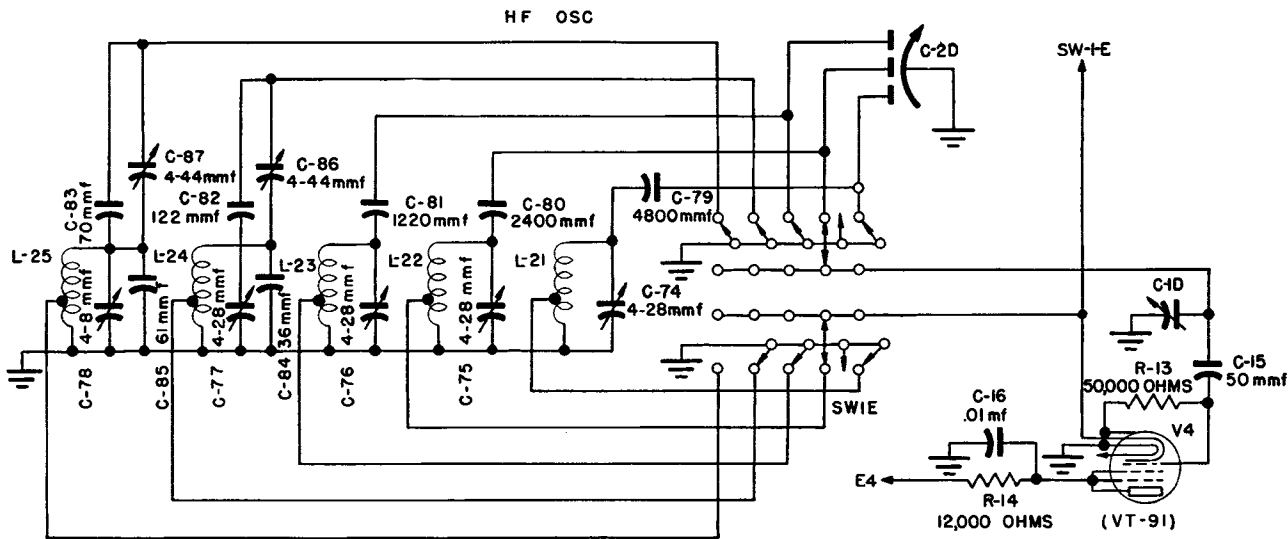 HF OSC
C-2D
SW-1-E
C-87
4-44mmf
C-86
4-44mmf
C-83
70mmf
C-82
122 mmf
C-81
1220mmf
C-80
2400mmf
C-79
4800mmf
L-25
L-24
L-23
L-22
L-21
4-8 mmf
61 mmf
4-28 mmf
36mmf
4-28mmf
4-28 mmf
C-74
4-28mmf
C-1D
C-78
C-85
C-77
C-84
C-76
C-75
SW1E
C-15
50 mmf
R-13
50,000 OHMS
C-16
.01mf
V4
E4
R-14
12,000 OHMS
(VT-91)